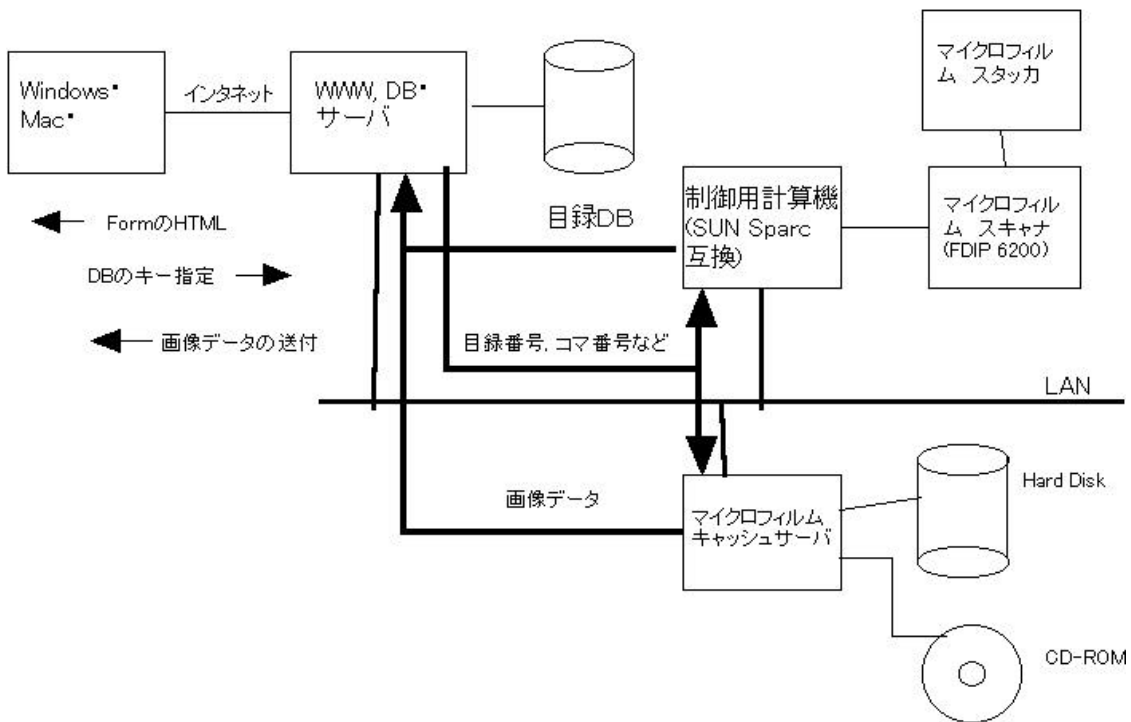 Windows・
Mac・
インタネット
WWW, DB・
サーバ
マイクロフィル
ム スタッカ
制御用計算機
(SUN Sparc
互換)
マイクロフィル
ム スキャナ
(FDIP 6200)
目録DB
FormのHTML
DBのキー指定
画像データの送付
目録番号, コマ番号など
LAN
画像データ
マイクロフィルム
キャッシュサーバ
Hard Disk
CD-ROM